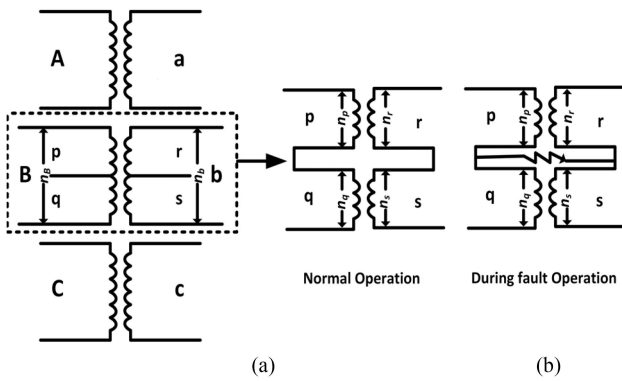 A a
B n_B p q r s n_b b
C c
p n_p n_r r
q n_q n_s s
Normal Operation
p n_p n_r r
q n_q n_s s
During fault Operation
(a) (b)